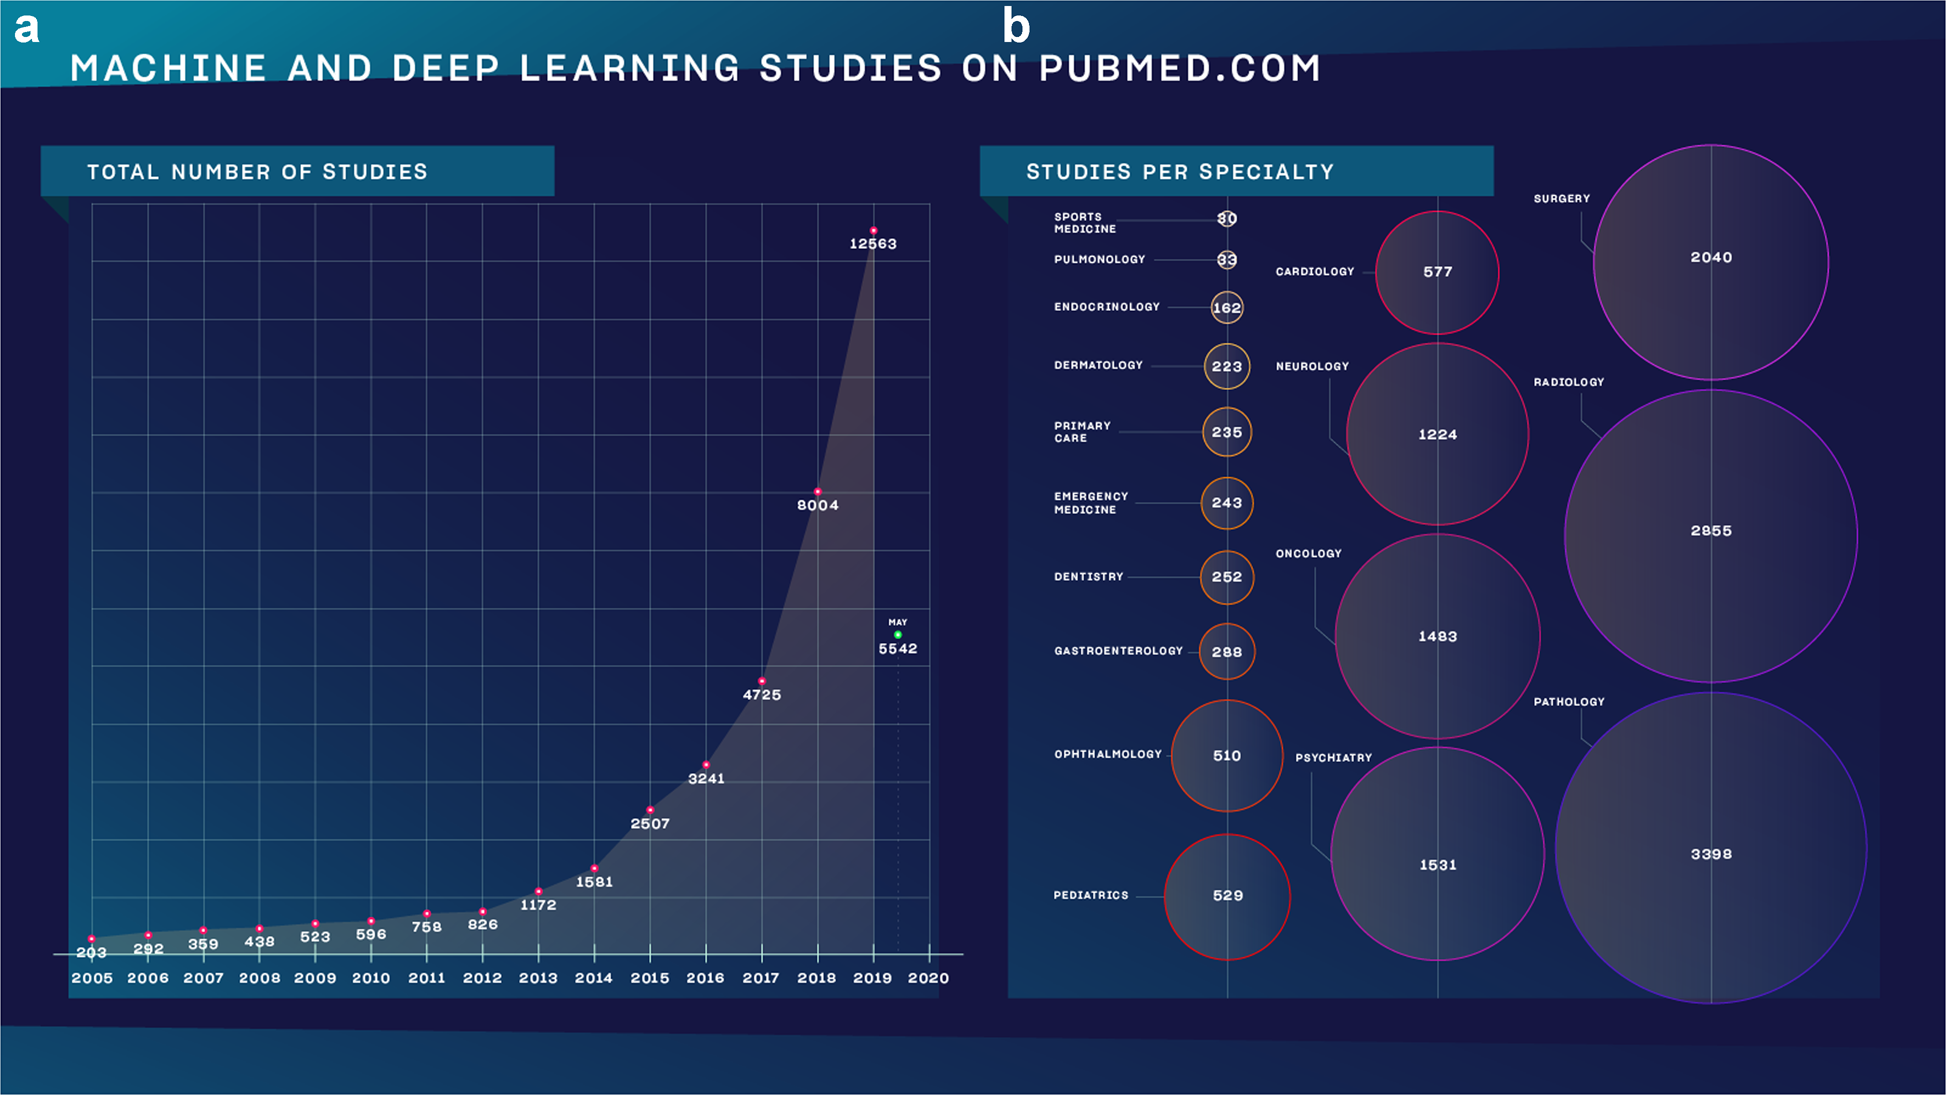 a
b
MACHINE AND DEEP LEARNING STUDIES ON PUBMED.COM
TOTAL NUMBER OF STUDIES
12563
8004
MAY
5542
4725
3241
2507
1581
1172
826
758
596
523
438
359
292
203
2005 2006 2007 2008 2009 2010 2011 2012 2013 2014 2015 2016 2017 2018 2019 2020
STUDIES PER SPECIALTY
SPORTS
MEDICINE
30
PULMONOLOGY
33
ENDOCRINOLOGY
162
DERMATOLOGY
223
PRIMARY
CARE
235
EMERGENCY
MEDICINE
243
DENTISTRY
252
GASTROENTEROLOGY
288
OPHTHALMOLOGY
510
PEDIATRICS
529
CARDIOLOGY
577
NEUROLOGY
1224
ONCOLOGY
1483
PSYCHIATRY
1531
SURGERY
2040
RADIOLOGY
2855
PATHOLOGY
3398